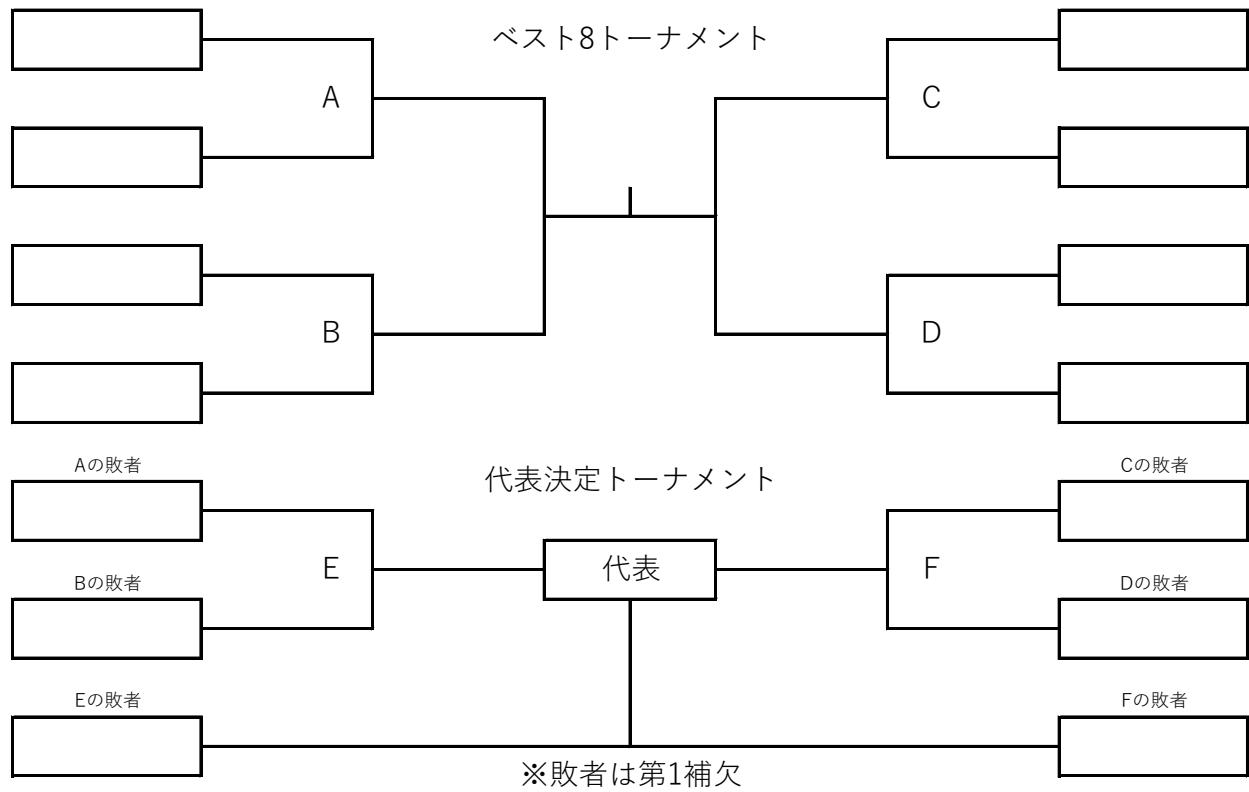 ベスト8トーナメント
A
C
B
D
Aの敗者
代表決定トーナメント
Cの敗者
E
代表
F
Bの敗者
Dの敗者
Eの敗者
Fの敗者
※敗者は第1補欠